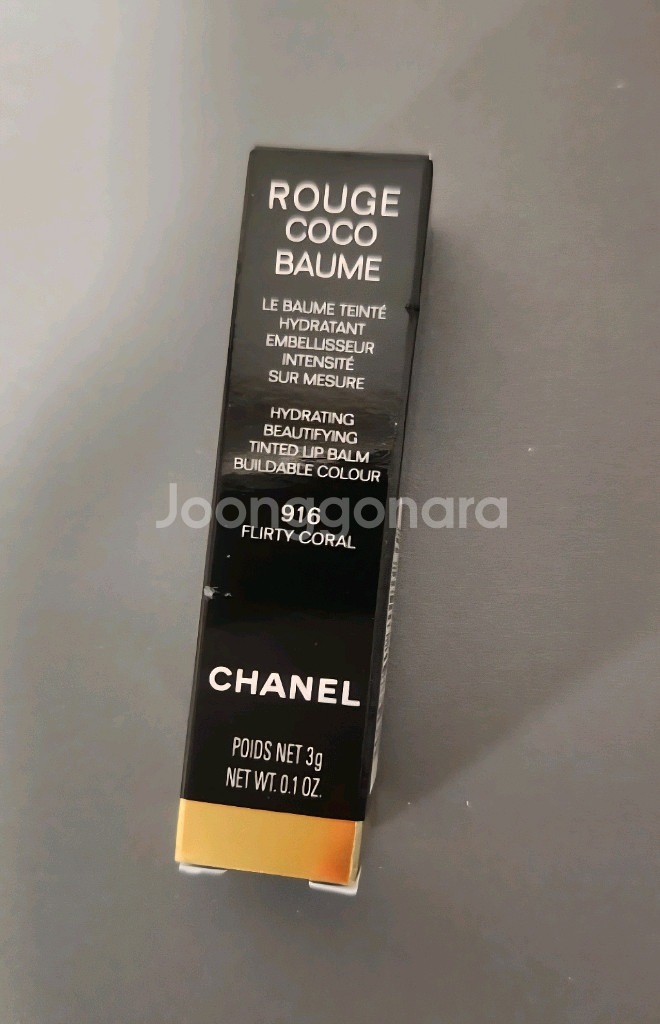 ROUGE
COCO
BAUME
LE BAUME TEINTÉ
HYDRATANT
EMBELLISSEUR
INTENSITÉ
SUR MESURE
HYDRATING
BEAUTIFYING
TINTED LIP BALM
BUILDABLE COLOUR
Joonggonara
916
FLIRTY CORAL
CHANEL
POIDS NET 3g
NET WT. 0.1 OZ.